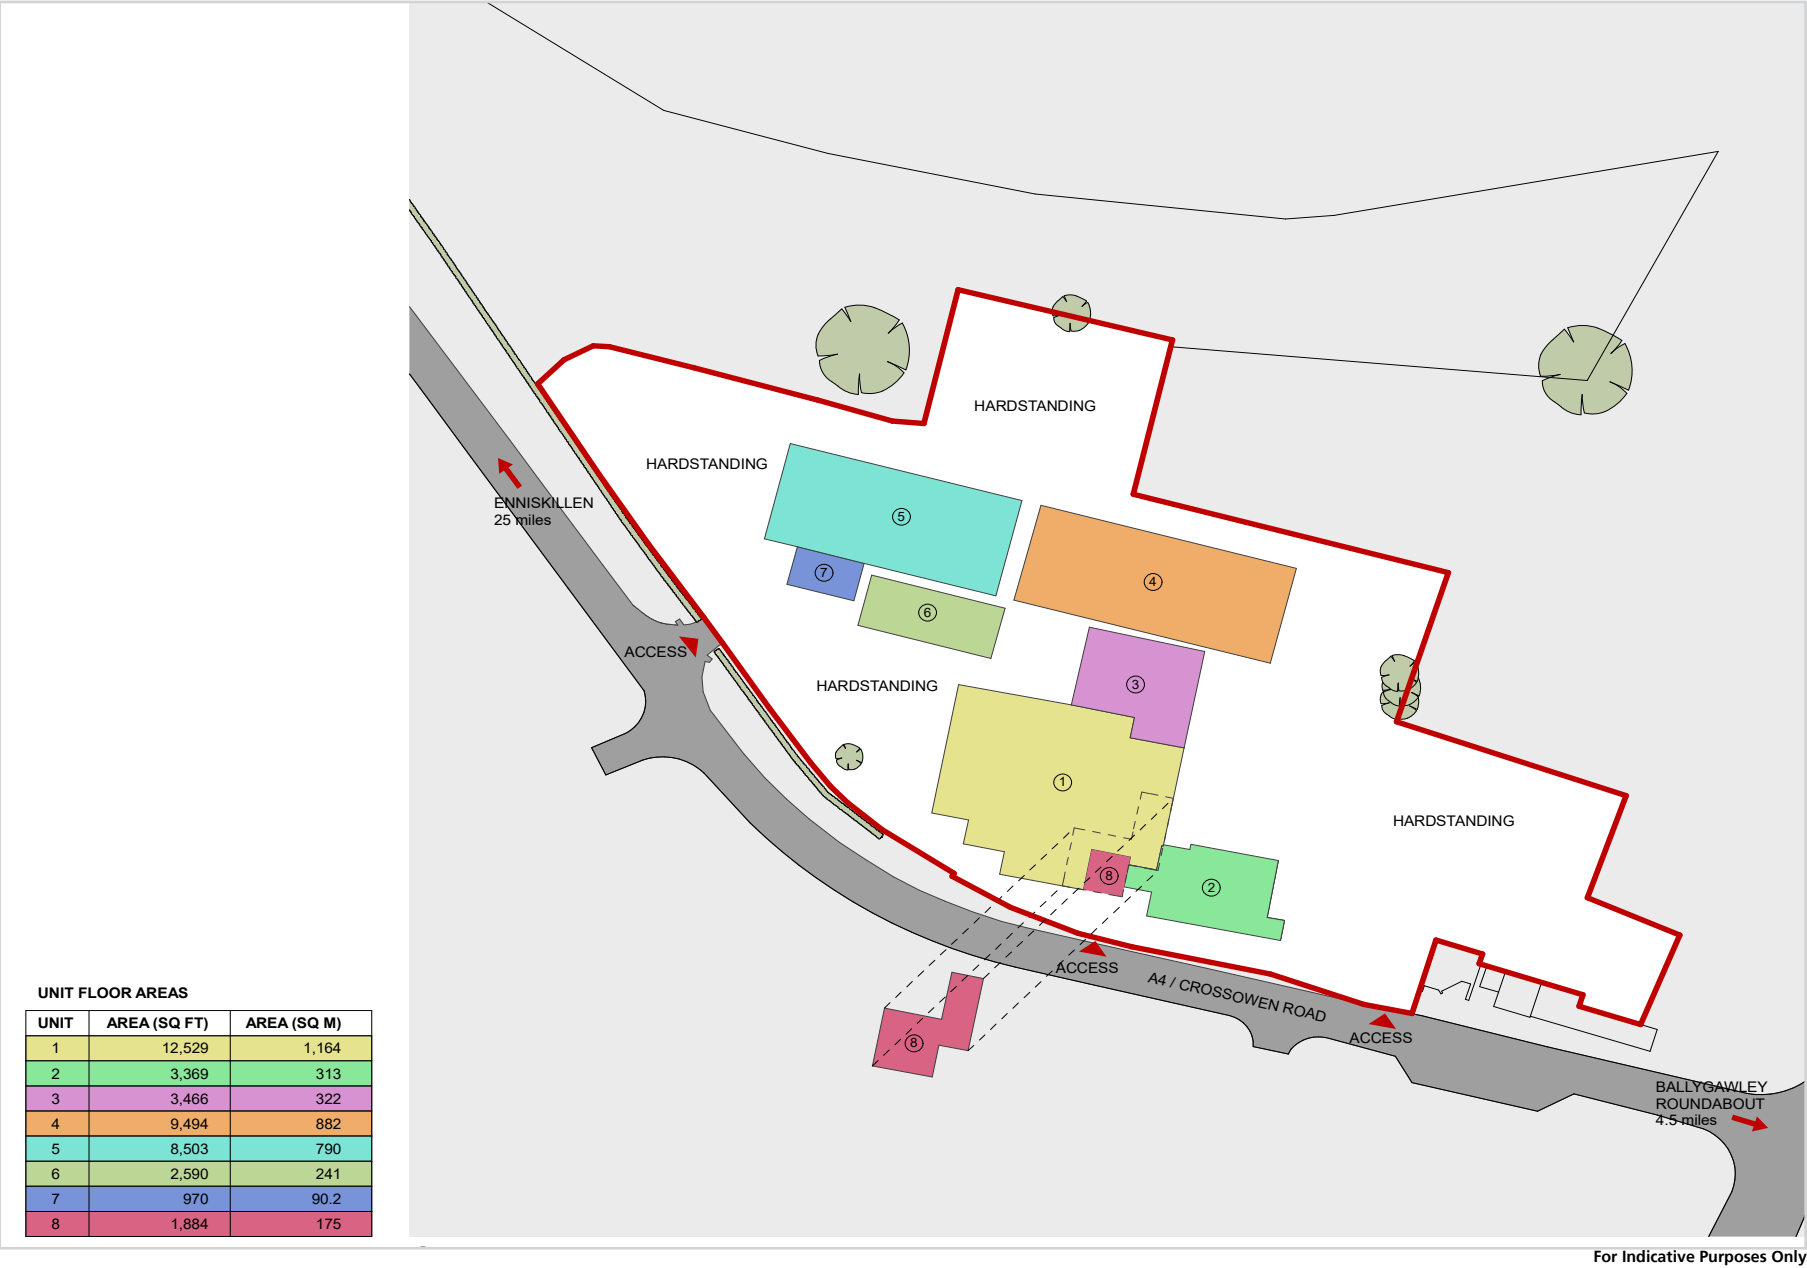 HARDSTANDING
HARDSTANDING
ENNISKILLEN
25 miles
5
4
7
6
ACCESS
HARDSTANDING
3
1
HARDSTANDING
8
2
ACCESS
A4 / CROSSOWEN ROAD
ACCESS
8
BALLYGAWLEY
ROUNDABOUT
4.5 miles
UNIT FLOOR AREAS
UNIT AREA (SQ FT) AREA (SQ M)
1 12,529 1,164
2 3,369 313
3 3,466 322
4 9,494 882
5 8,503 790
6 2,590 241
7 970 90.2
8 1,884 175
For Indicative Purposes Only